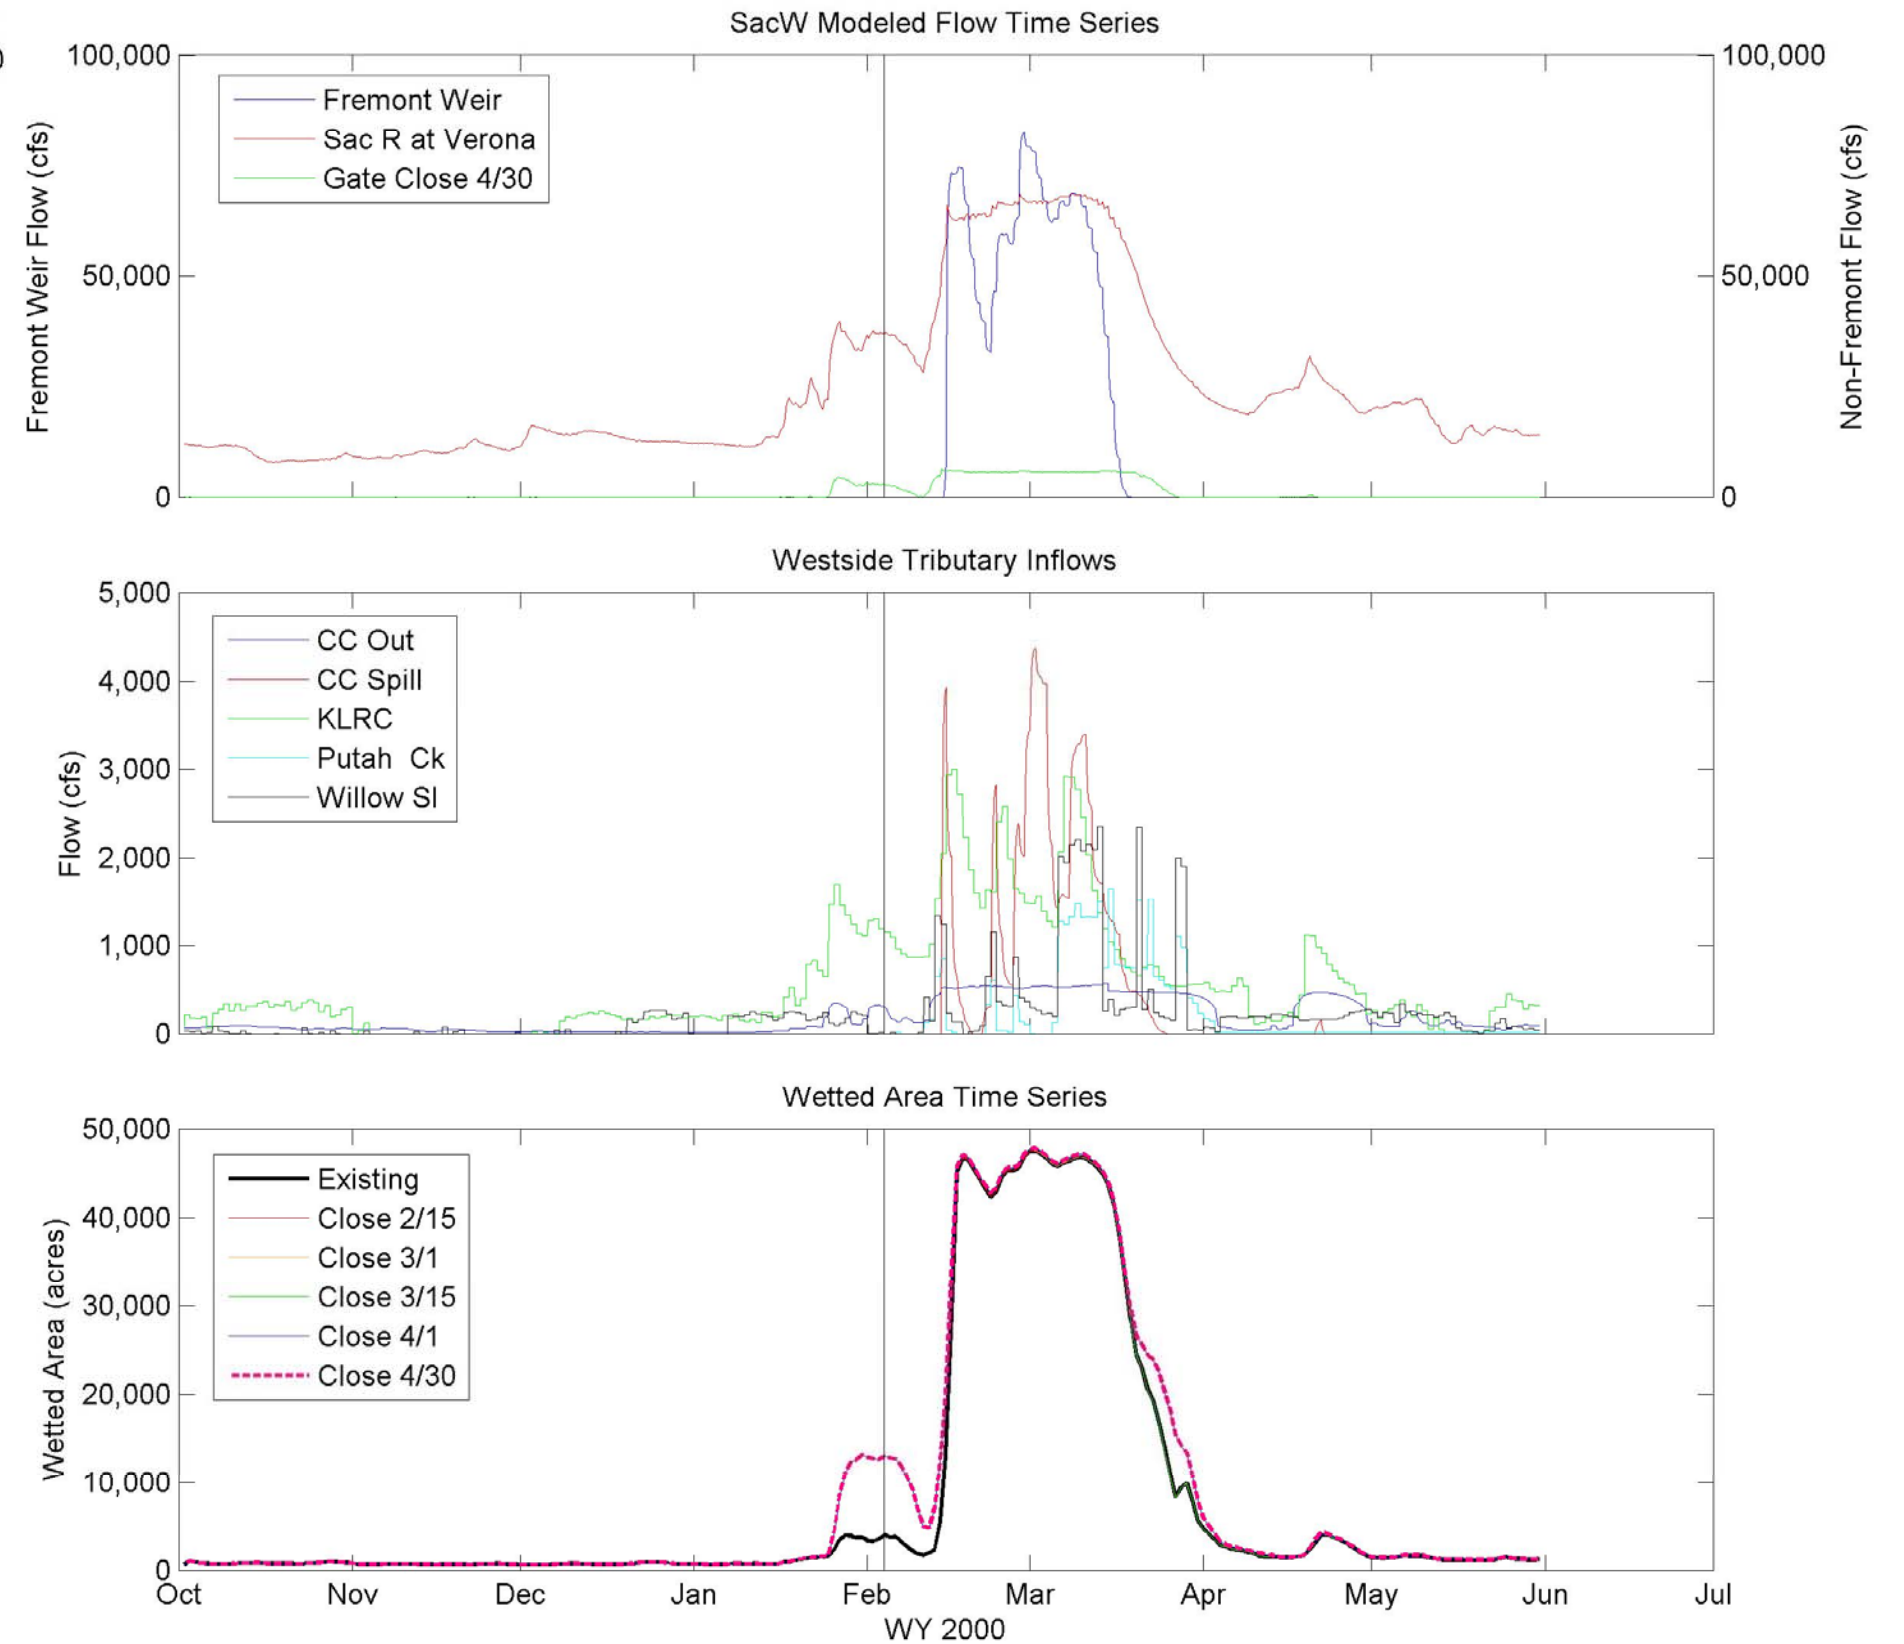 SacW Modeled Flow Time Series
0
100,000
50,000
0
Fremont Weir Flow (cfs)
Fremont Weir
Sac R at Verona
Gate Close 4/30
100,000
50,000
0
Non-Fremont Flow (cfs)
Westside Tributary Inflows
5,000
4,000
3,000
2,000
1,000
0
Flow (cfs)
CC Out
CC Spill
KLRC
Putah Ck
Willow Sl
Wetted Area Time Series
50,000
40,000
30,000
20,000
10,000
0
Wetted Area (acres)
Existing
Close 2/15
Close 3/1
Close 3/15
Close 4/1
Close 4/30
Oct Nov Dec Jan Feb Mar Apr May Jun Jul
WY 2000